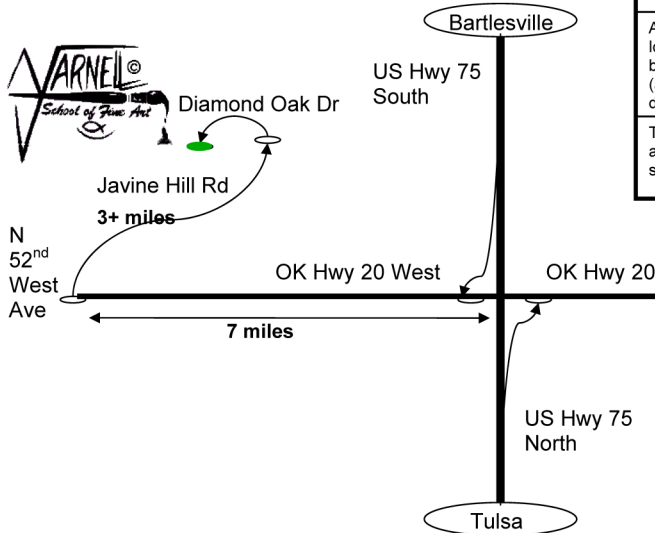 Bartlesville
VARNELL©
School of Fine Art
US Hwy 75
South
Diamond Oak Dr
Javine Hill Rd
3+ miles
N
52nd
West
Ave
OK Hwy 20 West
OK Hwy 20
7 miles
US Hwy 75
North
Tulsa